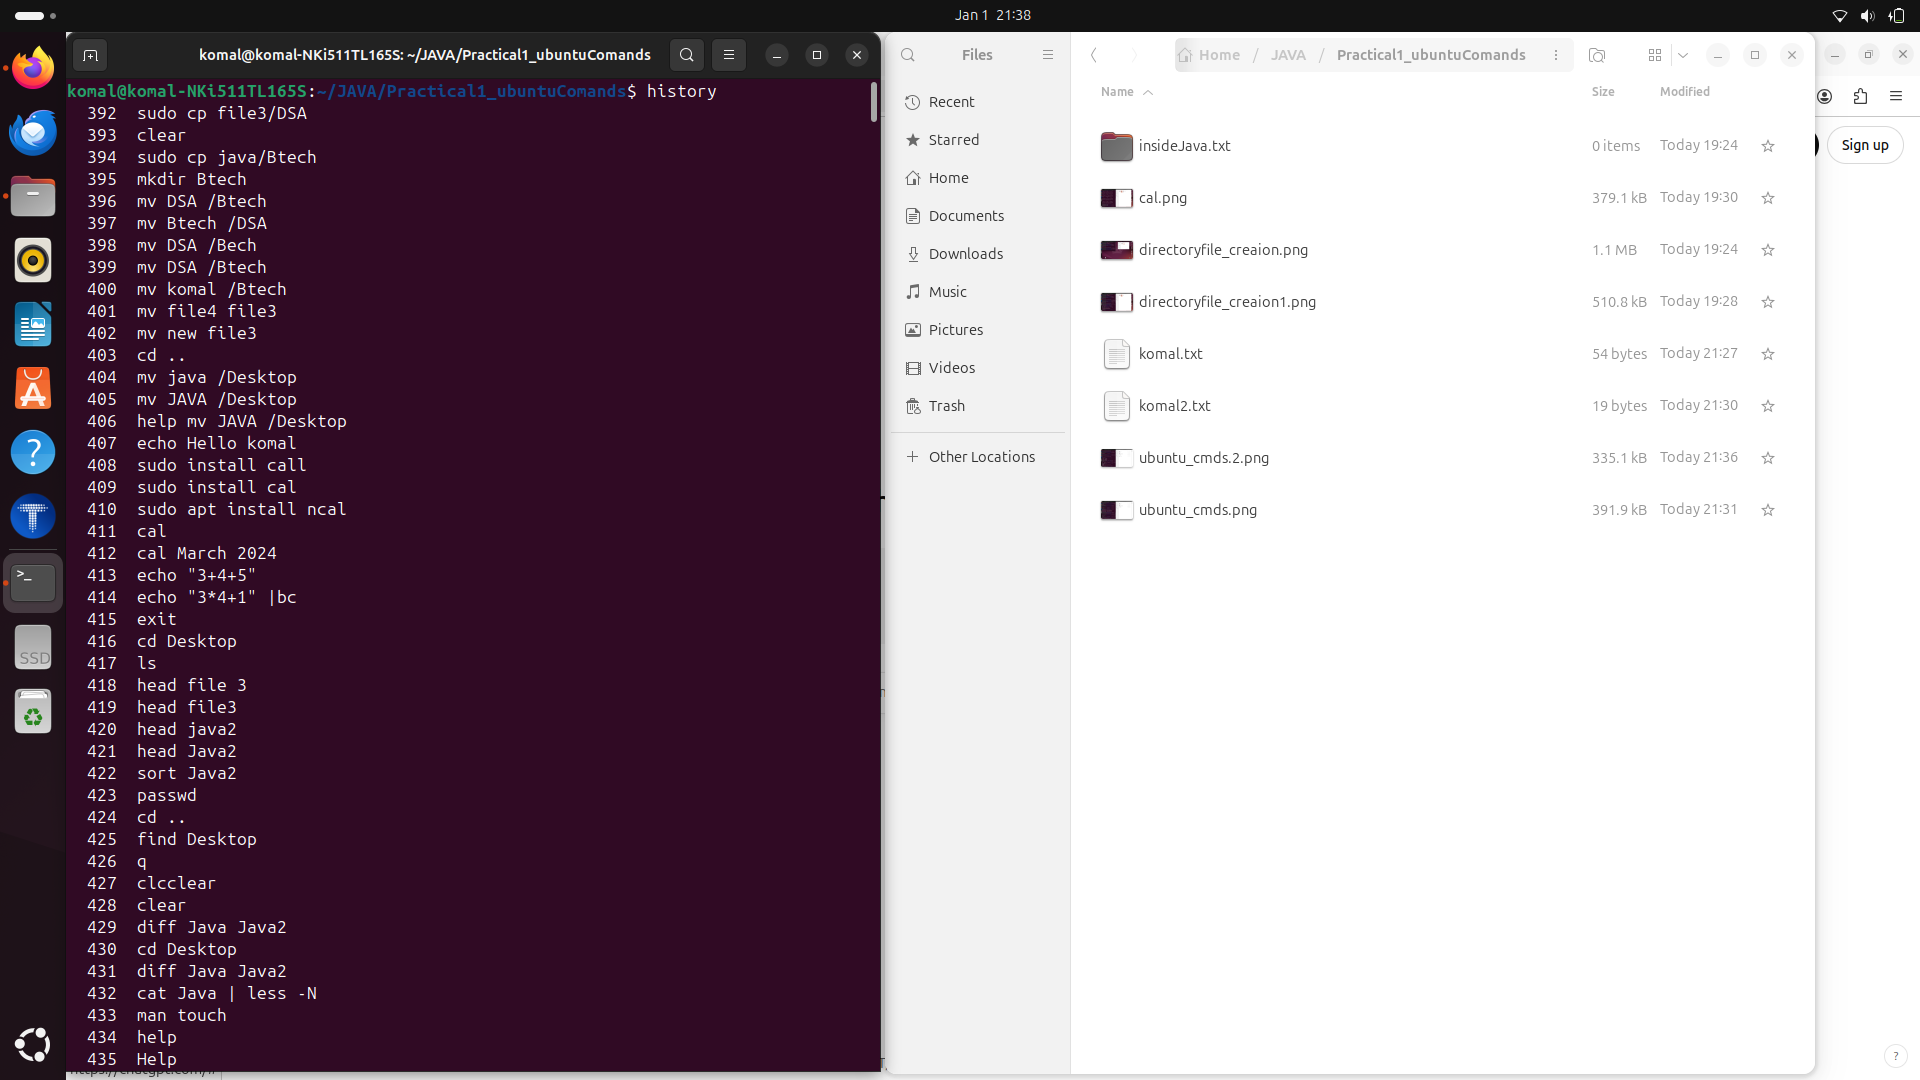 Jan 1 21:38
komal@komal-NKi511TL165S: ~/JAVA/Practical1_ubuntuComands
komal@komal-NKi511TL165S:~/JAVA/Practical1_ubuntuComands$ history
392 sudo cp file3/DSA
393 clear
394 sudo cp java/Btech
395 mkdir Btech
396 mv DSA /Btech
397 mv Btech /DSA
398 mv DSA /Bech
399 mv DSA /Btech
400 mv komal /Btech
401 mv file4 file3
402 mv new file3
403 cd ..
404 mv java /Desktop
405 mv JAVA /Desktop
406 help mv JAVA /Desktop
407 echo Hello komal
408 sudo install call
409 sudo install cal
410 sudo apt install ncal
411 cal
412 cal March 2024
413 echo "3+4+5"
414 echo "3*4+1" |bc
415 exit
416 cd Desktop
417 ls
418 head file 3
419 head file3
420 head java2
421 head Java2
422 sort Java2
423 passwd
424 cd ..
425 find Desktop
426 q
427 clcclear
428 clear
429 diff Java Java2
430 cd Desktop
431 diff Java Java2
432 cat Java | less -N
433 man touch
434 help
435 Help
SSD
Files
Recent
Starred
Home
Documents
Downloads
Music
Pictures
Videos
Trash
Other Locations
Home / JAVA / Practical1_ubuntuComands
Name Size Modified
insideJava.txt 0 items Today 19:24
cal.png 379.1 kB Today 19:30
directoryfile_creaion.png 1.1 MB Today 19:24
directoryfile_creaion1.png 510.8 kB Today 19:28
komal.txt 54 bytes Today 21:27
komal2.txt 19 bytes Today 21:30
ubuntu_cmds.2.png 335.1 kB Today 21:36
ubuntu_cmds.png 391.9 kB Today 21:31
Sign up
?